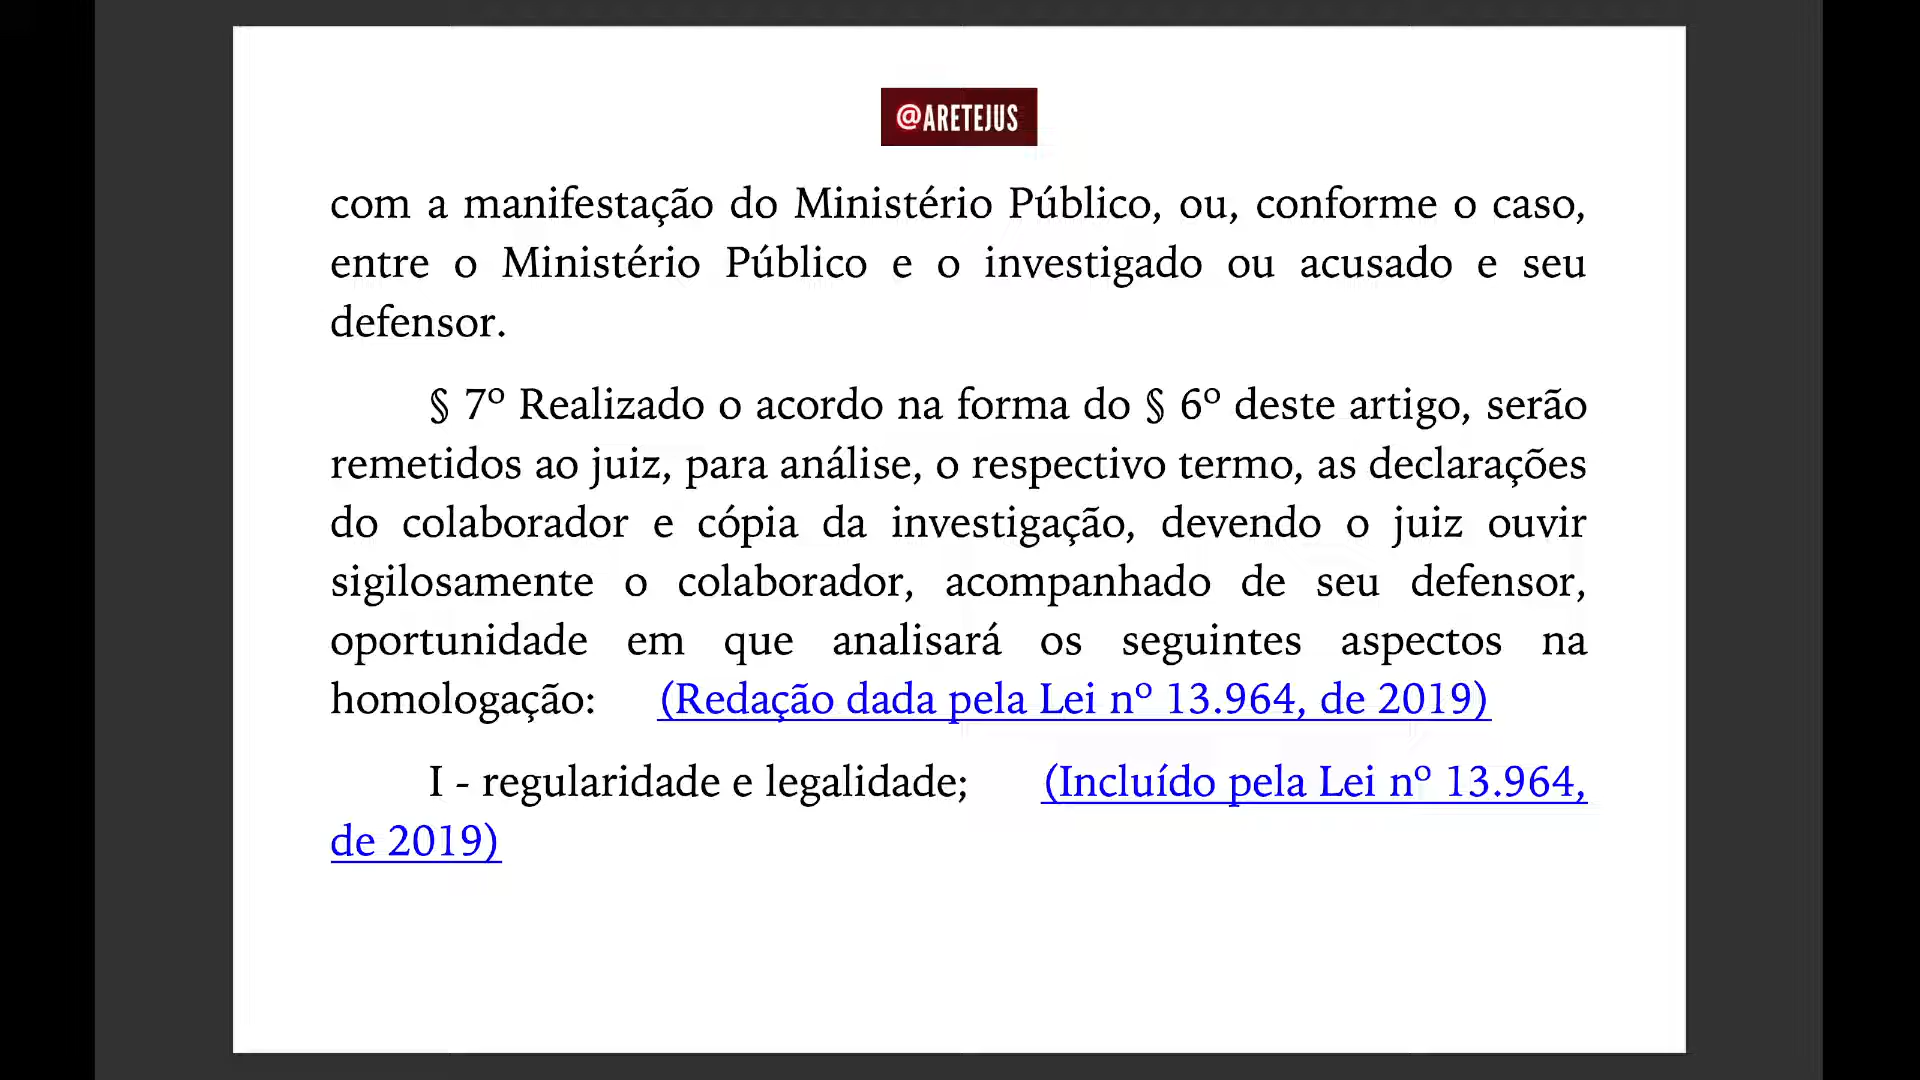 @ARETEJUS
com a manifestação do Ministério Público, ou, conforme o caso,
entre o Ministério Público e o investigado ou acusado e seu
defensor.
§ 7º Realizado o acordo na forma do § 6º deste artigo, serão
remetidos ao juiz, para análise, o respectivo termo, as declarações
do colaborador e cópia da investigação, devendo o juiz ouvir
sigilosamente o colaborador, acompanhado de seu defensor,
oportunidade em que analisará os seguintes aspectos na
homologação: (Redação dada pela Lei nº 13.964, de 2019)
I - regularidade e legalidade; (Incluído pela Lei nº 13.964,
de 2019)